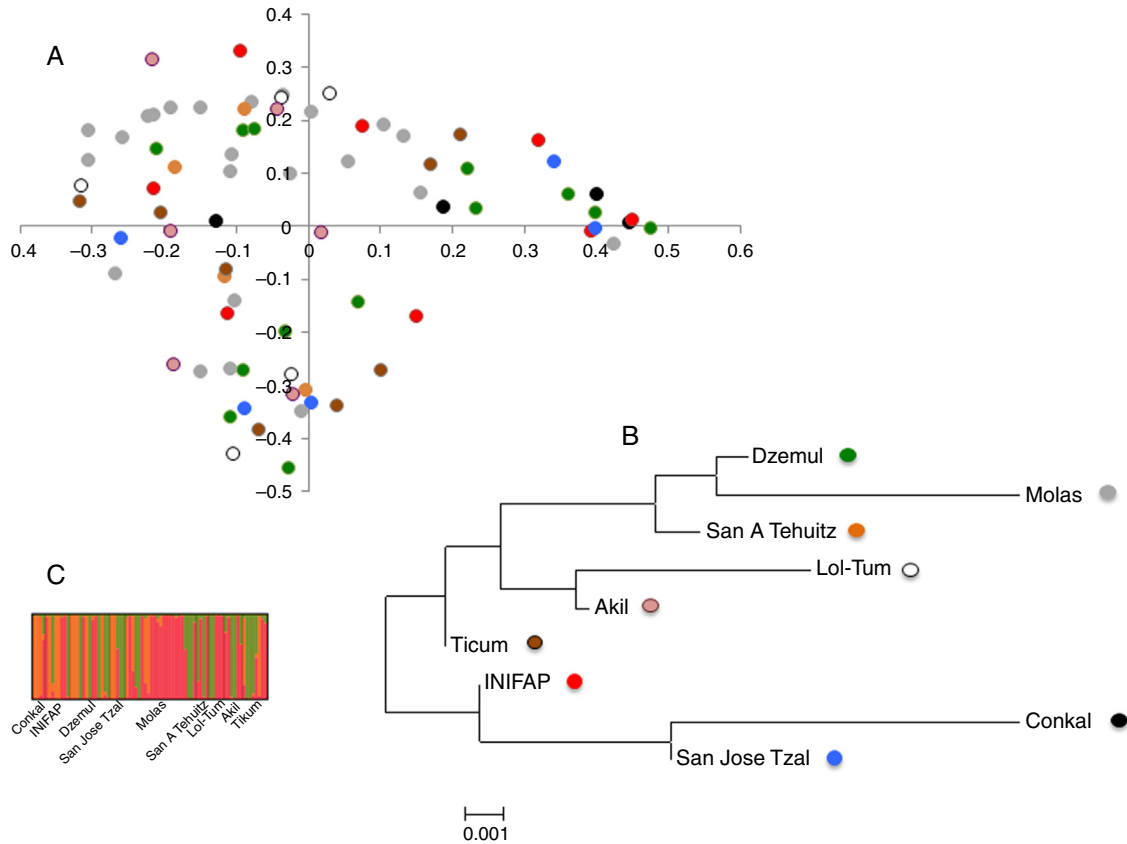 A
0.4
0.3
0.2
0.1
0
0.4 –0.3 –0.2 –0.1 0 0.1 0.2 0.3 0.4 0.5 0.6
–0.1
–0.2
–0.3
–0.4
–0.5
B
Dzemul
Molas
San A Tehuitz
Lol-Tum
Akil
Ticum
INIFAP
Conkal
San Jose Tzal
0.001
C
Conkal
INIFAP
Dzemul
San Jose Tzal
Molas
San A Tehuitz
Lol-Tum
Akil
Tikum